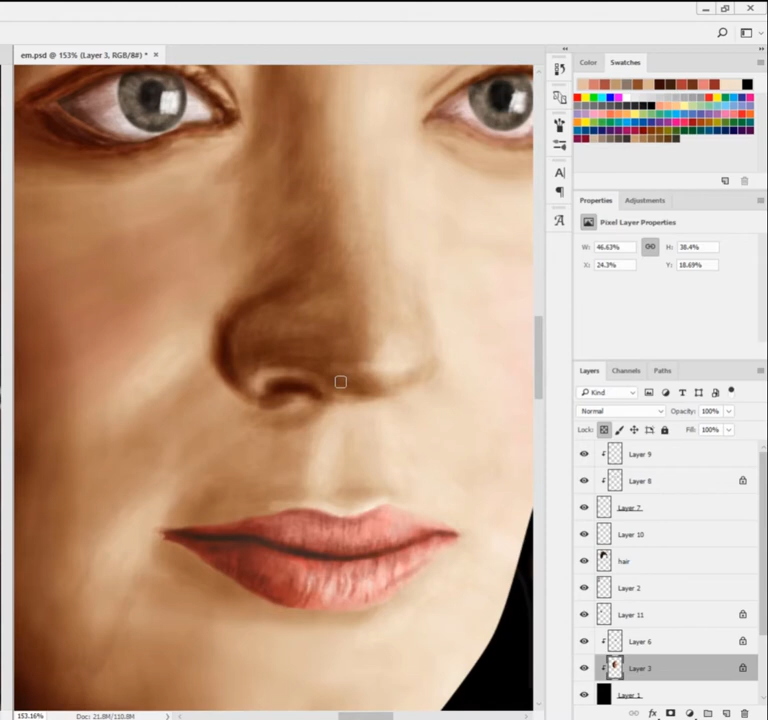 em.psd @ 153% (Layer 3, RGB/8#) * ×
Color Swatches
Properties Adjustments
Pixel Layer Properties
W: 46.63% H: 38.4%
X: 24.3% Y: 18.69%
Layers Channels Paths
Kind
Normal Opacity: 100%
Lock: Fill: 100%
Layer 9
Layer 8
Layer 7
Layer 10
hair
Layer 2
Layer 11
Layer 6
Layer 3
Layer 1
153.16% Doc: 21.8M/110.8M